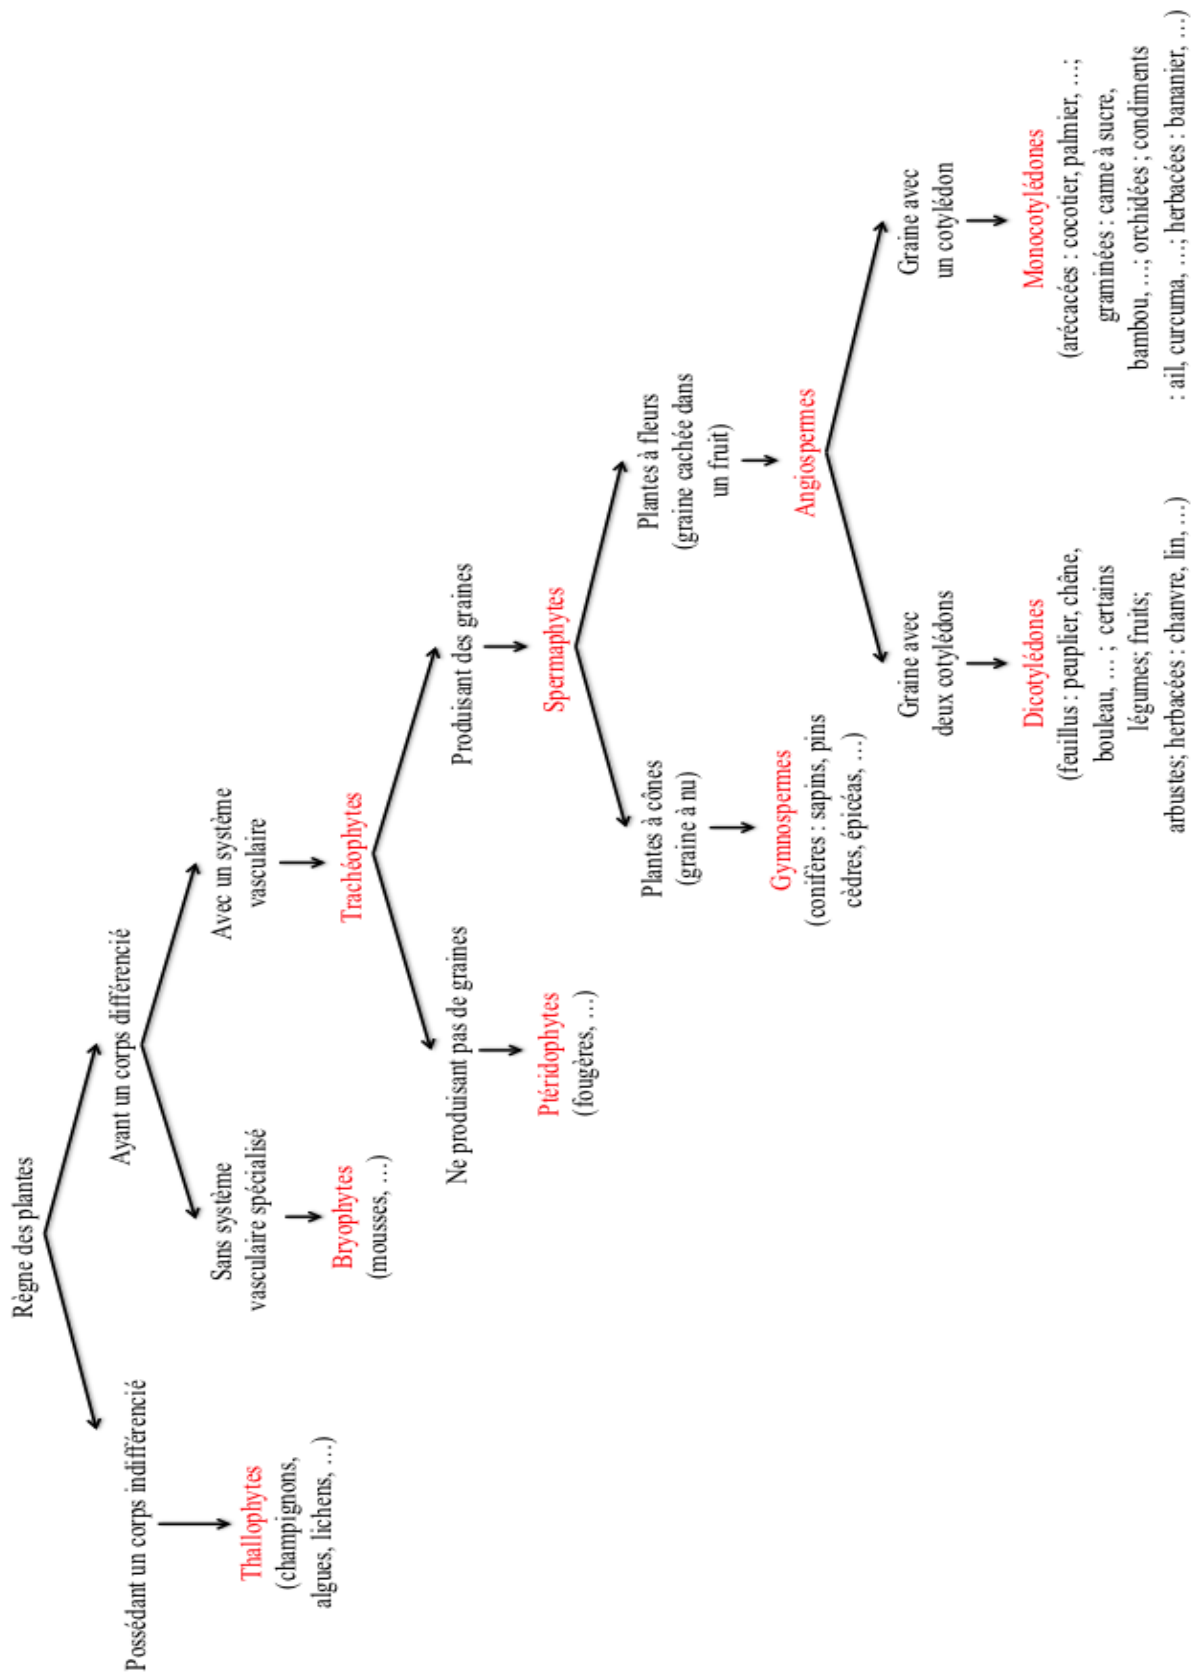 Règne des plantes
Possédant un corps indifférencié
Ayant un corps différencié
Thallophytes
(champignons,
algues, lichens, …)
Sans système
vasculaire spécialisé
Avec un système
vasculaire
Bryophytes
(mousses, …)
Trachéophytes
Ne produisant pas de graines
Produisant des graines
Ptéridophytes
(fougères, …)
Spermaphytes
Plantes à cônes
(graine à nu)
Plantes à fleurs
(graine cachée dans
un fruit)
Gymnospermes
(conifères : sapins, pins
cèdres, épicéas, …)
Angiospermes
Graine avec
deux cotylédons
Graine avec
un cotylédon
Dicotylédones
(feuillus : peuplier, chêne,
bouleau, … ; certains
légumes; fruits;
arbustes; herbacées : chanvre, lin, …)
Monocotylédones
(arécacées : cocotier, palmier, …;
graminées : canne à sucre,
bambou, …; orchidées ; condiments
: ail, curcuma, …; herbacées : bananier, …)